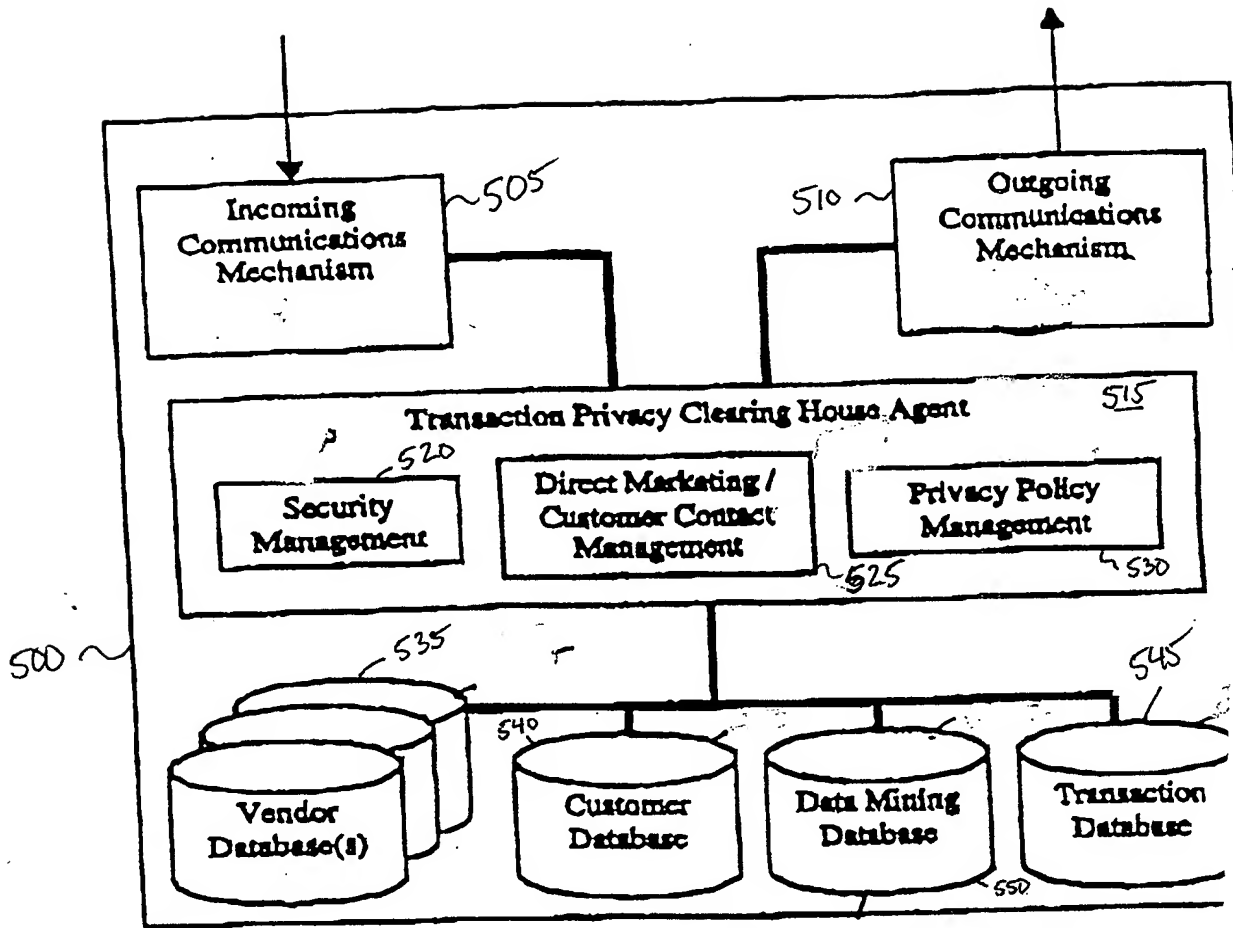 Incoming
Communications
Mechanism
505
510
Outgoing
Communications
Mechanism
Transaction Privacy Clearing House Agent
515
520
Security
Management
Direct Marketing /
Customer Contact
Management
525
Privacy Policy
Management
530
500
535
Vendor
Database(s)
540
Customer
Database
Data Mining
Database
550
545
Transaction
Database